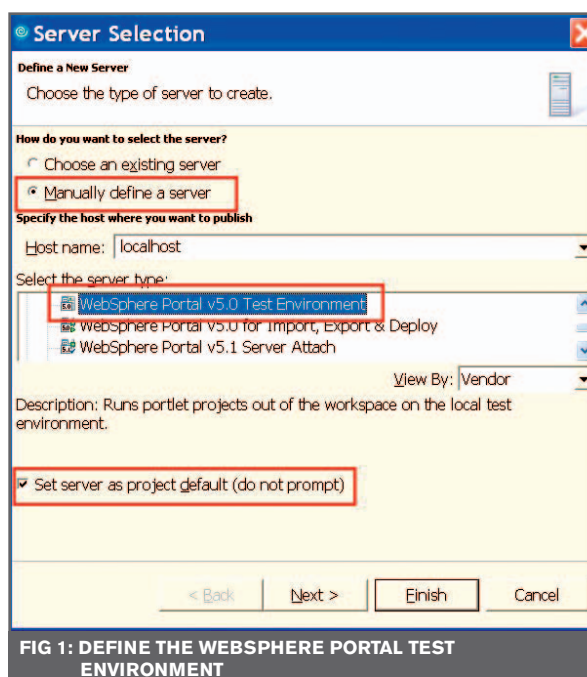 Server Selection
Define a New Server
Choose the type of server to create.
How do you want to select the server?
Choose an existing server
Manually define a server
Specify the host where you want to publish
Host name: localhost
Select the server type:
WebSphere Portal v5.0 Test Environment
WebSphere Portal v5.0 for Import, Export & Deploy
WebSphere Portal v5.1 Server Attach
View By: Vendor
Description: Runs portlet projects out of the workspace on the local test
environment.
Set server as project default (do not prompt)
< Back Next > Finish Cancel
FIG 1: DEFINE THE WEBSPHERE PORTAL TEST
ENVIRONMENT